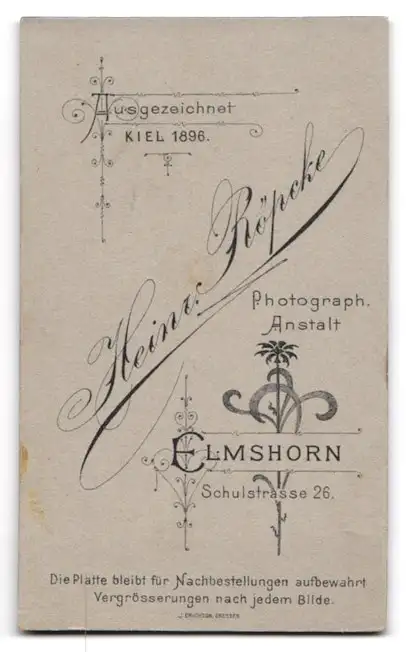 Ausgezeichnet
KIEL 1896.
Heinr. Röpcke
Photograph.
Anstalt
ELMSHORN
Schulstrasse 26.
Die Platte bleibt für Nachbestellungen aufbewahrt
Vergrösserungen nach jedem Bilde.